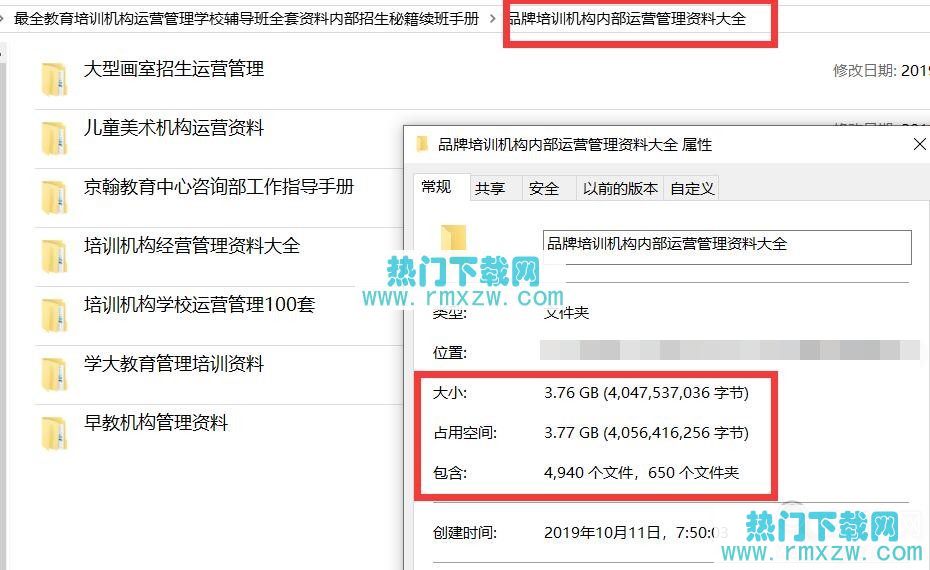 最全教育培训机构运营管理学校辅导班全套资料内部招生秘籍续班手册 > 品牌培训机构内部运营管理资料大全
大型画室招生运营管理
修改日期: 2019
儿童美术机构运营资料
京翰教育中心咨询部工作指导手册
培训机构经营管理资料大全
培训机构学校运营管理100套
学大教育管理培训资料
早教机构管理资料
品牌培训机构内部运营管理资料大全 属性
常规 共享 安全 以前的版本 自定义
品牌培训机构内部运营管理资料大全
热门下载网
www.rmxzw.com
类型: 文件夹
位置:
大小: 3.76 GB (4,047,537,036 字节)
占用空间: 3.77 GB (4,056,416,256 字节)
包含: 4,940 个文件，650 个文件夹
创建时间: 2019年10月11日，7:50:03
热门下载网
www.rmxzw.com